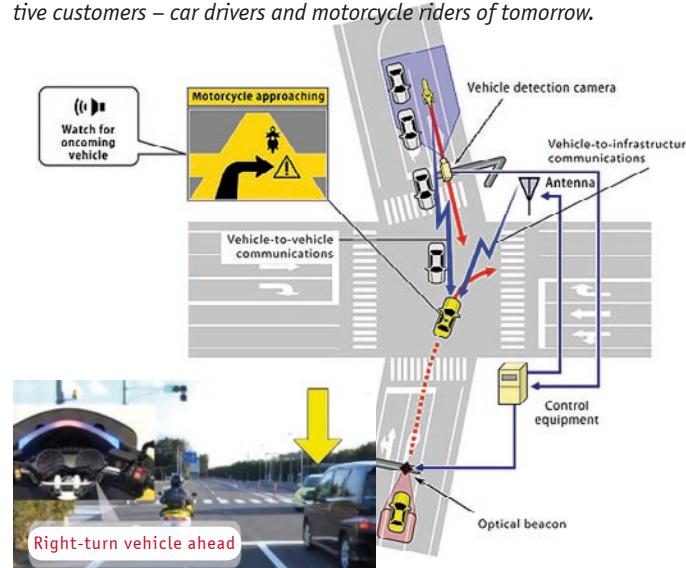 tive customers – car drivers and motorcycle riders of tomorrow.
Vehicle detection camera
Motorcycle approaching
Watch for
oncoming
vehicle
Vehicle-to-infrastructur
communications
Antenna
Vehicle-to-vehicle
communications
Control
equipment
Right-turn vehicle ahead
Optical beacon